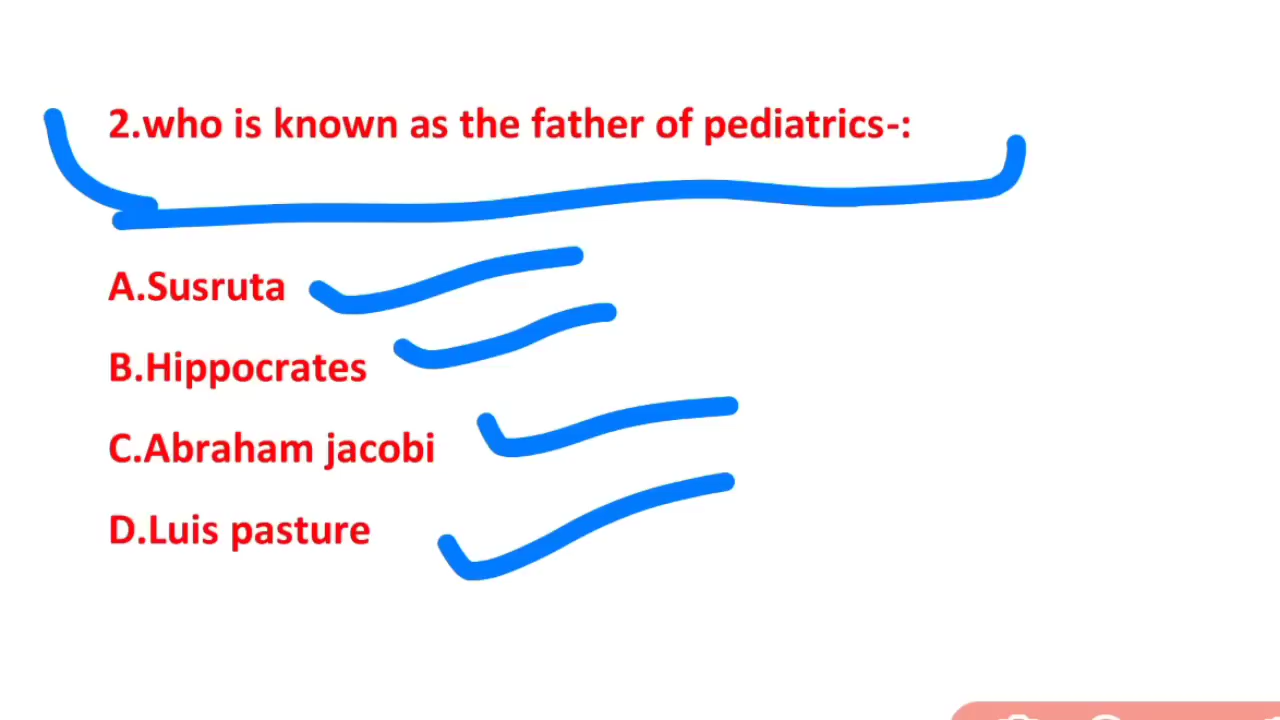 2.who is known as the father of pediatrics-:
A.Susruta
B.Hippocrates
C.Abraham jacobi
D.Luis pasture